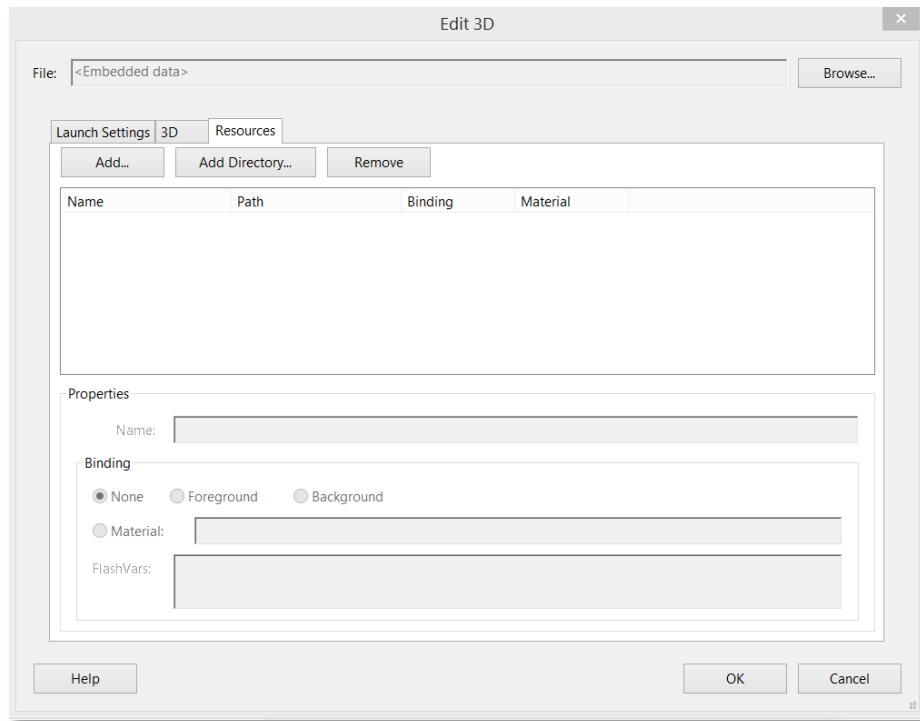 Edit 3D
File: <Embedded data> Browse...
Launch Settings 3D Resources
Add... Add Directory... Remove
Name Path Binding Material
Properties
Name:
Binding
None Foreground Background
Material:
FlashVars:
Help OK Cancel